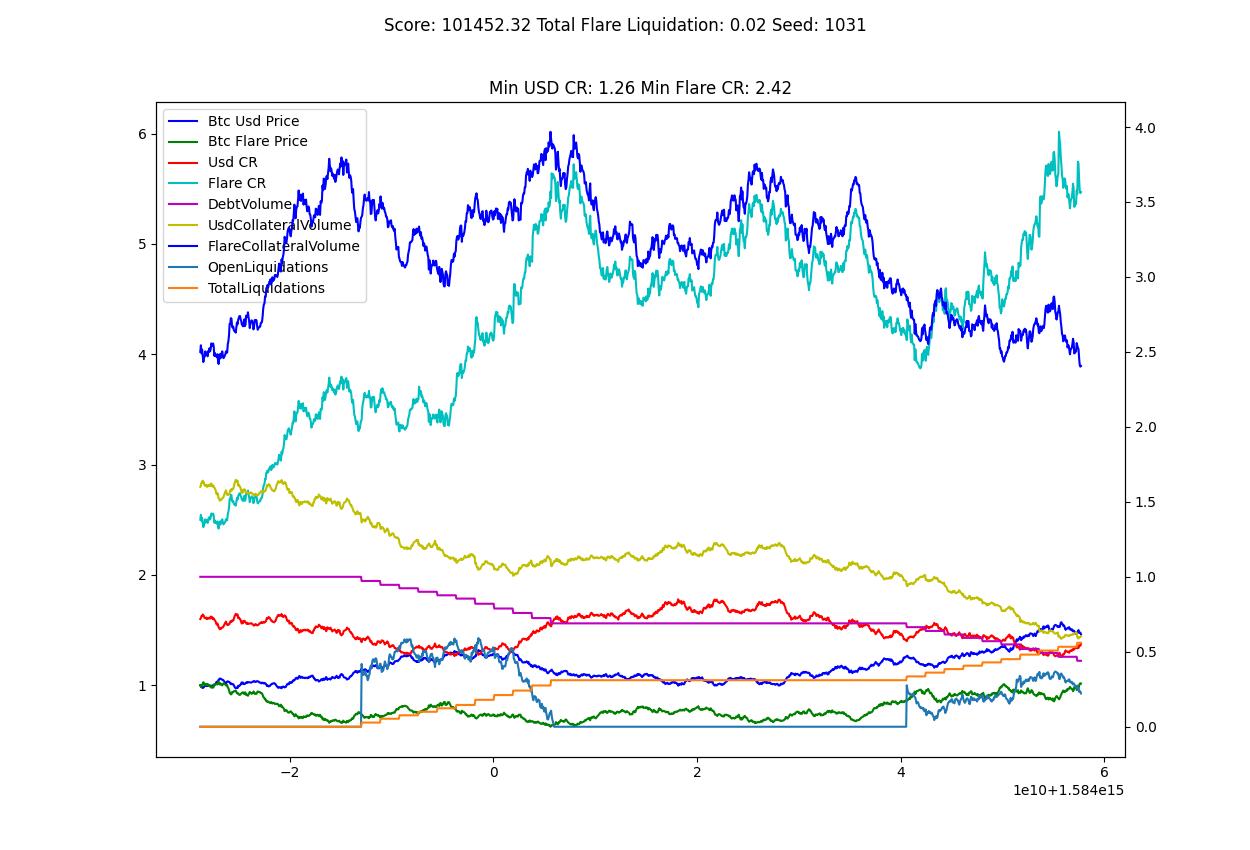 Score: 101452.32 Total Flare Liquidation: 0.02 Seed: 1031
Min USD CR: 1.26 Min Flare CR: 2.42
Btc Usd Price
Btc Flare Price
Usd CR
Flare CR
DebtVolume
UsdCollateralVolume
FlareCollateralVolume
OpenLiquidations
TotalLiquidations
6
5
4
3
2
1
4.0
3.5
3.0
2.5
2.0
1.5
1.0
0.5
0.0
−2
0
2
4
6
1e10+1.584e15